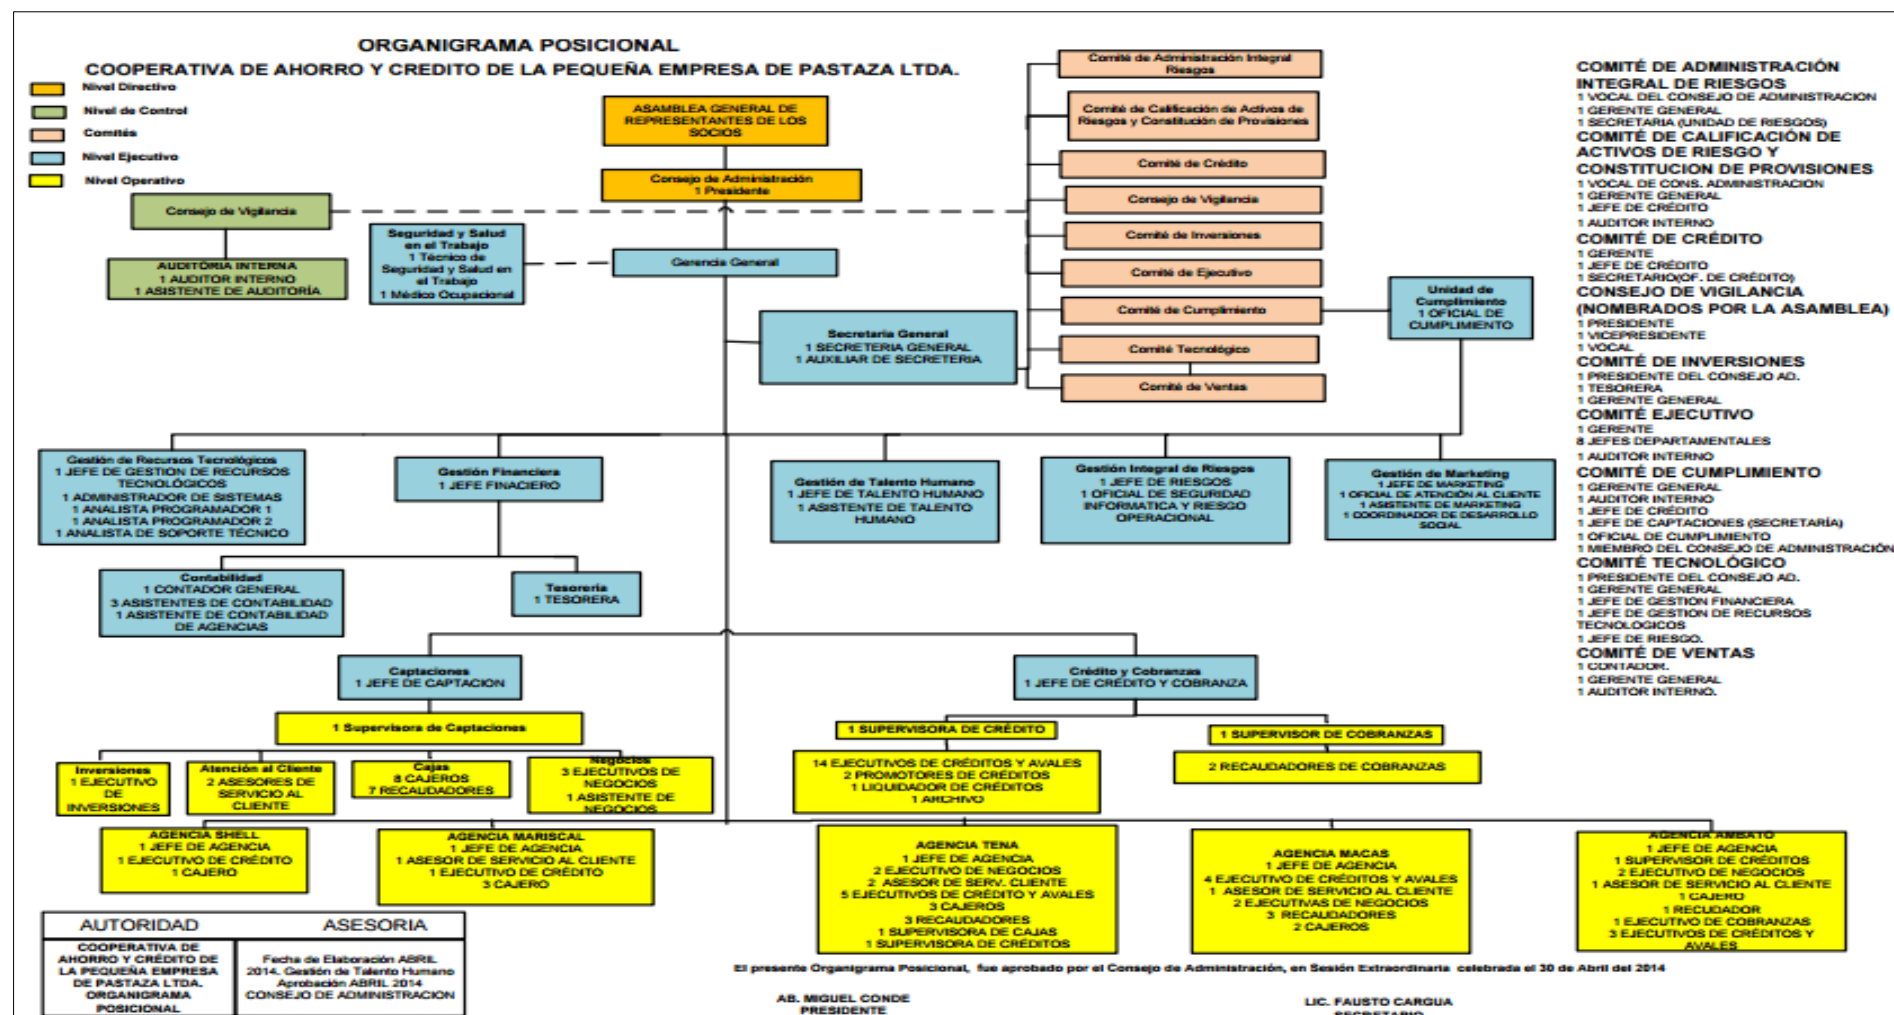 ORGANIGRAMA POSICIONAL
COOPERATIVA DE AHORRO Y CREDITO DE LA PEQUEÑA EMPRESA DE PASTAZA LTDA.
Nivel Directivo
Nivel de Control
Comités
Nivel Ejecutivo
Nivel Operativo
ASAMBLEA GENERAL DE
REPRESENTANTES DE LOS
SOCIOS
Consejo de Administración
1 Presidente
Consejo de Vigilancia
AUDITORIA INTERNA
1 AUDITOR INTERNO
1 ASISTENTE DE AUDITORÍA
Seguridad y Salud
en el Trabajo
1 Técnico de
Seguridad y Salud en
el Trabajo
1 Médico Ocupacional
Gerencia General
Secretaria General
1 SECRETERIA GENERAL
1 AUXILIAR DE SECRETERIA
Comité de Administración Integral
Riesgos
Comité de Calificación de Activos de
Riesgos y Constitución de Provisiones
Comité de Crédito
Consejo de Vigilancia
Comité de Inversiones
Comité de Ejecutivo
Comité de Cumplimiento
Comité Tecnológico
Comité de Ventas
Unidad de
Cumplimiento
1 OFICIAL DE
CUMPLIMIENTO
COMITÉ DE ADMINISTRACIÓN
INTEGRAL DE RIESGOS
1 VOCAL DEL CONSEJO DE ADMINISTRACION
1 GERENTE GENERAL
1 SECRETARIA (UNIDAD DE RIESGOS)
COMITÉ DE CALIFICACIÓN DE
ACTIVOS DE RIESGO Y
CONSTITUCION DE PROVISIONES
1 VOCAL DE CONS. ADMINISTRACION
1 GERENTE GENERAL
1 JEFE DE CRÉDITO
1 AUDITOR INTERNO
COMITÉ DE CRÉDITO
1 GERENTE
1 JEFE DE CRÉDITO
1 SECRETARIO(OF. DE CRÉDITO)
CONSEJO DE VIGILANCIA
(NOMBRADOS POR LA ASAMBLEA)
1 PRESIDENTE
1 VICEPRESIDENTE
1 VOCAL
COMITÉ DE INVERSIONES
1 PRESIDENTE DEL CONSEJO AD.
1 TESORERA
1 GERENTE GENERAL
COMITÉ EJECUTIVO
1 GERENTE
8 JEFES DEPARTAMENTALES
1 AUDITOR INTERNO
COMITÉ DE CUMPLIMIENTO
1 GERENTE GENERAL
1 AUDITOR INTERNO
1 JEFE DE CRÉDITO
1 JEFE DE CAPTACIONES (SECRETARÍA)
1 OFICIAL DE CUMPLIMIENTO
1 MIEMBRO DEL CONSEJO DE ADMINISTRACIÓN
COMITÉ TECNOLÓGICO
1 PRESIDENTE DEL CONSEJO AD.
1 GERENTE GENERAL
1 JEFE DE GESTION FINANCIERA
1 JEFE DE GESTION DE RECURSOS
TECNOLOGICOS
1 JEFE DE RIESGO.
COMITÉ DE VENTAS
1 CONTADOR.
1 GERENTE GENERAL
1 AUDITOR INTERNO.
Gestión de Recursos Tecnológicos
1 JEFE DE GESTION DE RECURSOS
TECNOLÓGICOS
1 ADMINISTRADOR DE SISTEMAS
1 ANALISTA PROGRAMADOR 1
1 ANALISTA PROGRAMADOR 2
1 ANALISTA DE SOPORTE TÉCNICO
Gestión Financiera
1 JEFE FINACIERO
Gestión de Talento Humano
1 JEFE DE TALENTO HUMANO
1 ASISTENTE DE TALENTO
HUMANO
Gestión Integral de Riesgos
1 JEFE DE RIESGOS
1 OFICIAL DE SEGURIDAD
INFORMATICA Y RIESGO
OPERACIONAL
Gestión de Marketing
1 JEFE DE MARKETING
1 OFICIAL DE ATENCIÓN AL CLIENTE
1 ASISTENTE DE MARKETING
1 COORDINADOR DE DESARROLLO
SOCIAL
Contabilidad
1 CONTADOR GENERAL
3 ASISTENTES DE CONTABILIDAD
1 ASISTENTE DE CONTABILIDAD
DE AGENCIAS
Tesorería
1 TESORERA
Captaciones
1 JEFE DE CAPTACION
Crédito y Cobranzas
1 JEFE DE CRÉDITO Y COBRANZA
1 Supervisora de Captaciones
1 SUPERVISORA DE CRÉDITO
1 SUPERVISOR DE COBRANZAS
Inversiones
1 EJECUTIVO
DE
INVERSIONES
Atención al Cliente
2 ASESORES DE
SERVICIO AL
CLIENTE
Cajas
8 CAJEROS
7 RECAUDADORES
Negocios
3 EJECUTIVOS DE
NEGOCIOS
1 ASISTENTE DE
NEGOCIOS
14 EJECUTIVOS DE CRÉDITOS Y AVALES
2 PROMOTORES DE CRÉDITOS
1 LIQUIDADOR DE CRÉDITOS
1 ARCHIVO
2 RECAUDADORES DE COBRANZAS
AGENCIA SHELL
1 JEFE DE AGENCIA
1 EJECUTIVO DE CRÉDITO
1 CAJERO
AGENCIA MARISCAL
1 JEFE DE AGENCIA
1 ASESOR DE SERVICIO AL CLIENTE
1 EJECUTIVO DE CRÉDITO
3 CAJERO
AGENCIA TENA
1 JEFE DE AGENCIA
2 EJECUTIVO DE NEGOCIOS
2 ASESOR DE SERV. CLIENTE
5 EJECUTIVOS DE CRÉDITO Y AVALES
3 CAJEROS
3 RECAUDADORES
1 SUPERVISORA DE CAJAS
1 SUPERVISORA DE CRÉDITOS
AGENCIA MACAS
1 JEFE DE AGENCIA
4 EJECUTIVO DE CRÉDITOS Y AVALES
1 ASESOR DE SERVICIO AL CLIENTE
2 EJECUTIVAS DE NEGOCIOS
3 RECAUDADORES
2 CAJEROS
AGENCIA AMBATO
1 JEFE DE AGENCIA
1 SUPERVISOR DE CRÉDITOS
2 EJECUTIVO DE NEGOCIOS
1 ASESOR DE SERVICIO AL CLIENTE
1 CAJERO
1 RECUDADOR
1 EJECUTIVO DE COBRANZAS
3 EJECUTIVOS DE CRÉDITOS Y
AVALES
AUTORIDAD
COOPERATIVA DE
AHORRO Y CRÉDITO DE
LA PEQUEÑA EMPRESA
DE PASTAZA LTDA.
ORGANIGRAMA
POSICIONAL
ASESORIA
Fecha de Elaboración ABRIL
2014. Gestión de Talento Humano
Aprobación ABRIL 2014
CONSEJO DE ADMINISTRACION
El presente Organigrama Posicional, fue aprobado por el Consejo de Administración, en Sesión Extraordinaria celebrada el 30 de Abril del 2014
AB. MIGUEL CONDE
PRESIDENTE
LIC. FAUSTO CARGUA
SECRETARIO